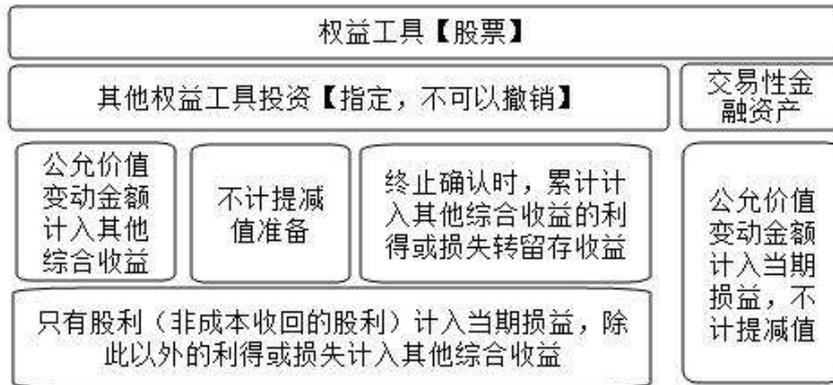 权益工具【股票】
其他权益工具投资【指定，不可以撤销】
交易性金
融资产
公允价值
变动金额
计入其他
综合收益
不计提减
值准备
终止确认时，累计计
入其他综合收益的利
得或损失转留存收益
公允价值
变动金额
计入当期
损益，不
计提减值
只有股利（非成本收回的股利）计入当期损益，除
此以外的利得或损失计入其他综合收益